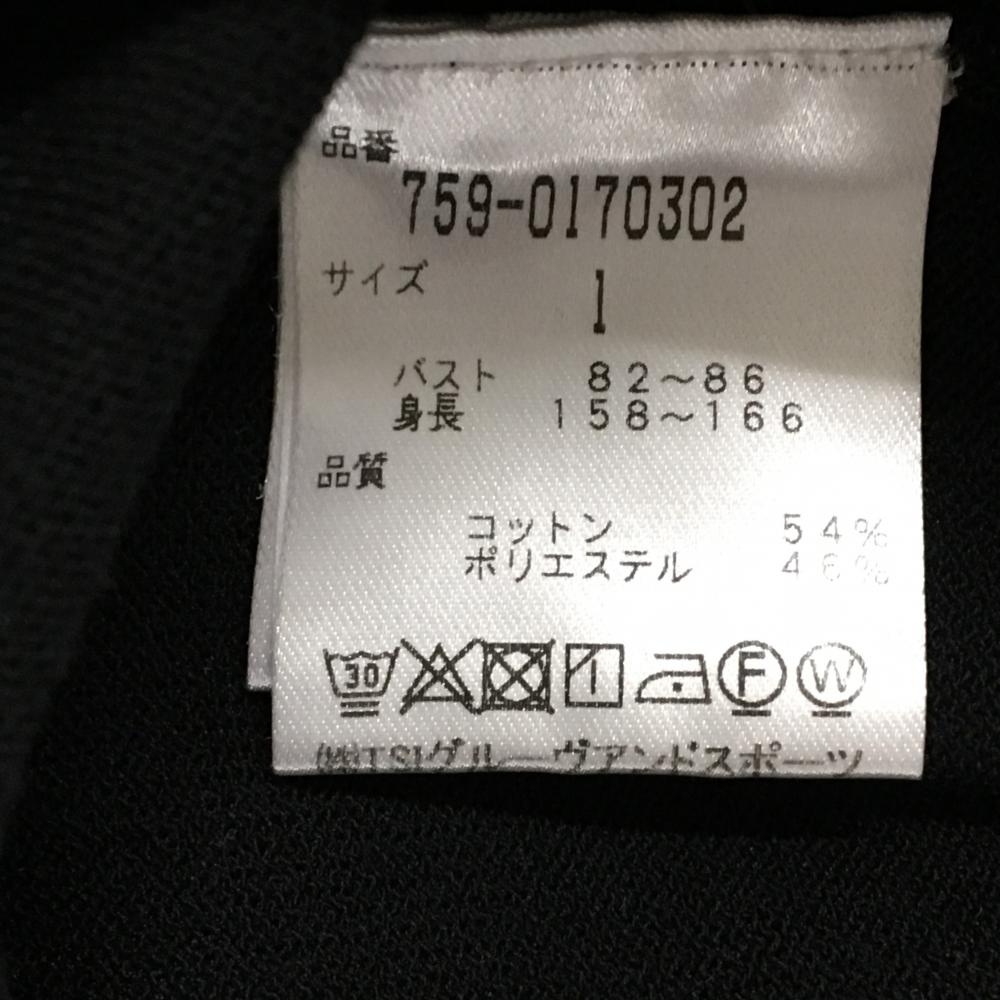 品番
759-0170302
サイズ
1
バスト 82～86
身長 158～166
品質
コットン 54%
ポリエステル 46%
30 1 F W
(株)TSIグルーヴアンドスポーツ